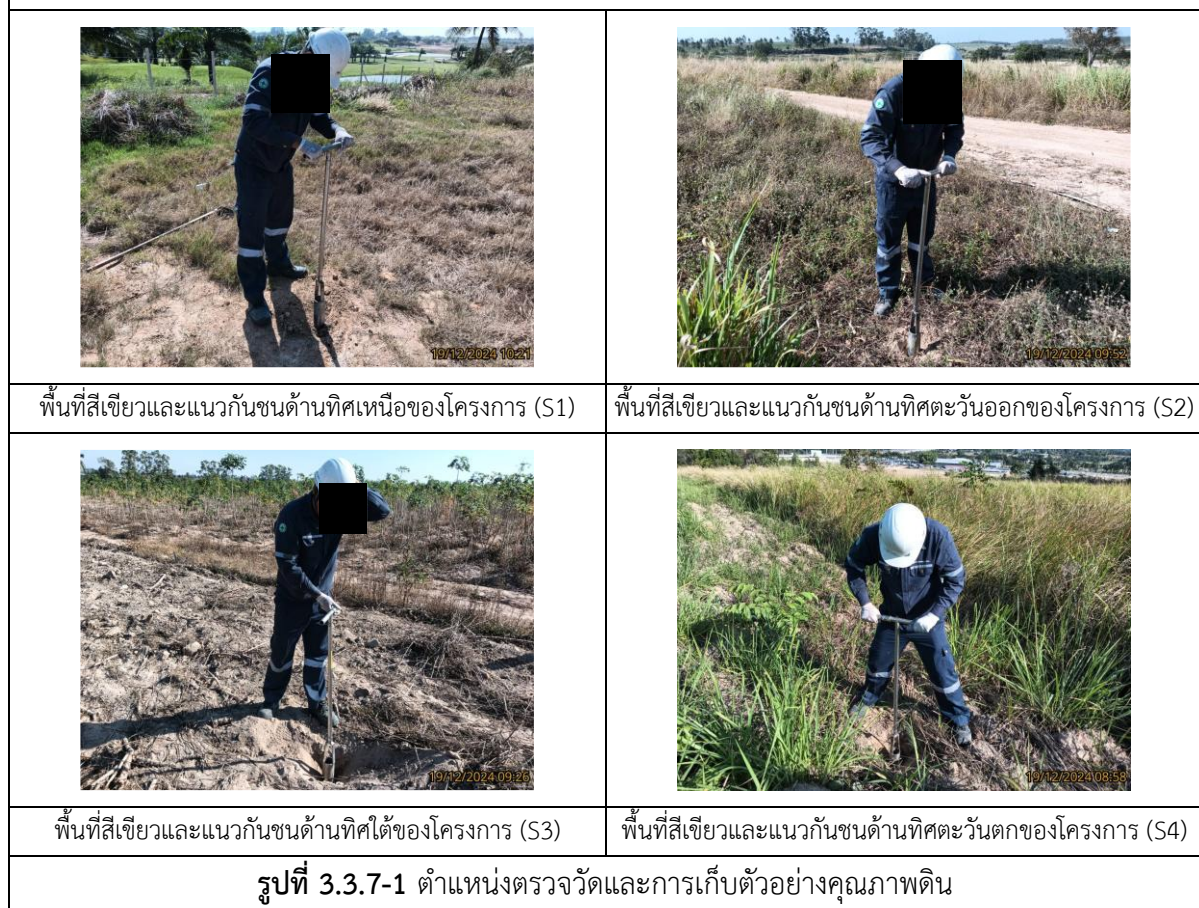 19/12/2024 10:21
19/12/2024 09:52
พื้นที่สีเขียวและแนวกันชนด้านทิศเหนือของโครงการ (S1)
พื้นที่สีเขียวและแนวกันชนด้านทิศตะวันออกของโครงการ (S2)
19/12/2024 09:26
19/12/2024 08:58
พื้นที่สีเขียวและแนวกันชนด้านทิศใต้ของโครงการ (S3)
พื้นที่สีเขียวและแนวกันชนด้านทิศตะวันตกของโครงการ (S4)
รูปที่ 3.3.7-1 ตำแหน่งตรวจวัดและการเก็บตัวอย่างคุณภาพดิน